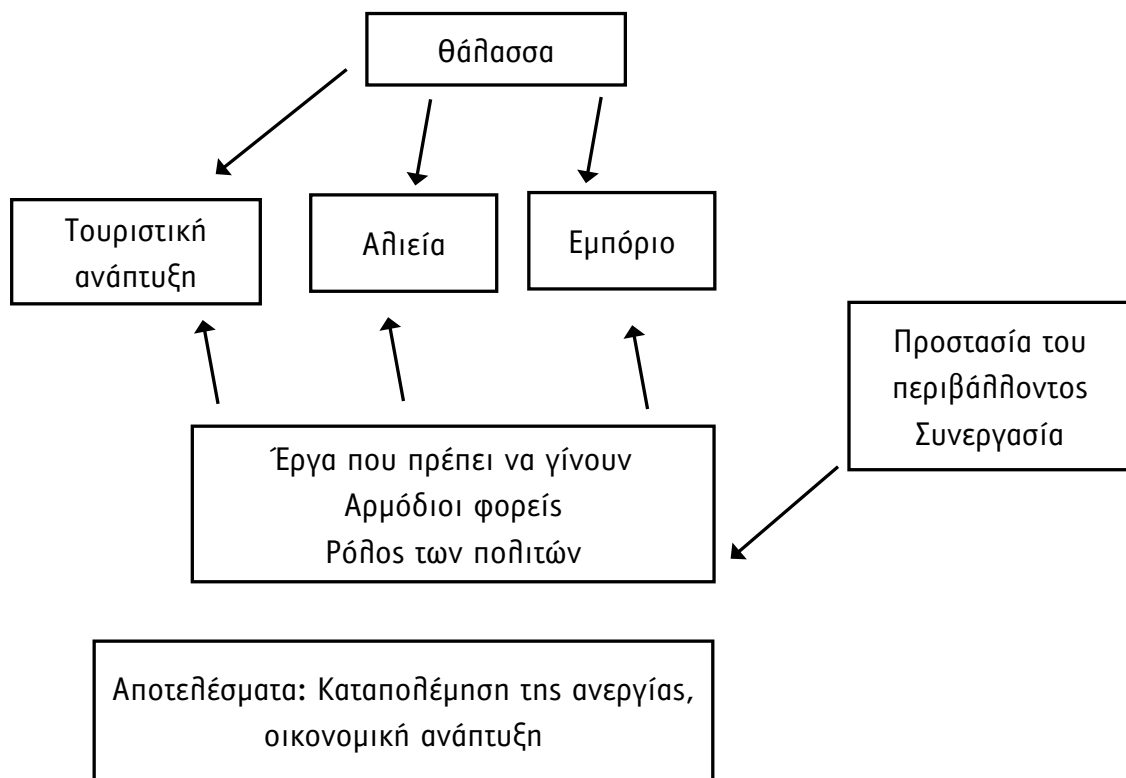 Θάλασσα
Τουριστική
ανάπτυξη
Αλιεία
Εμπόριο
Προστασία του
περιβάλλοντος
Συνεργασία
Έργα που πρέπει να γίνουν
Αρμόδιοι φορείς
Ρόλος των πολιτών
Αποτελέσματα: Καταπολέμηση της ανεργίας,
οικονομική ανάπτυξη